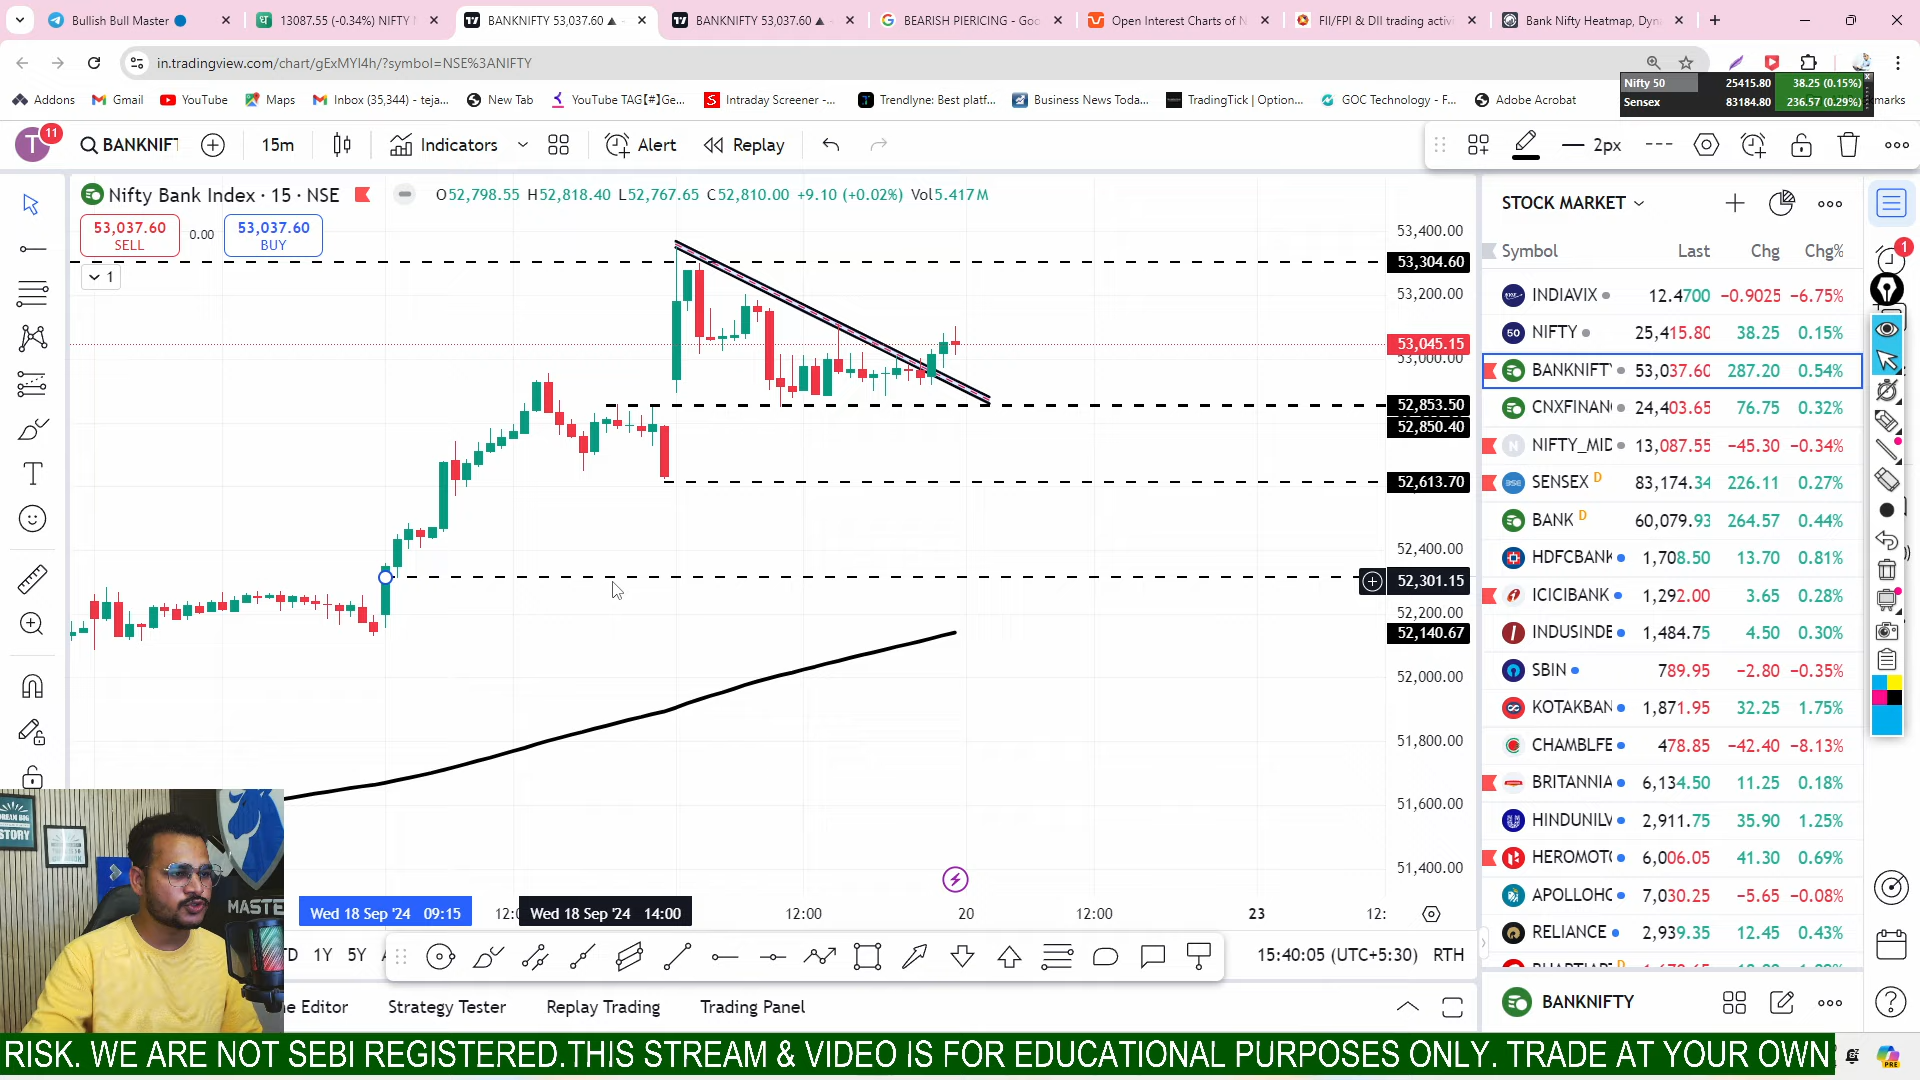 Bullish Bull Master
13087.55 (-0.34%) NIFTY
BANKNIFTY 53,037.60 ▲
BANKNIFTY 53,037.60 ▲
BEARISH PIERICING - Goo
Open Interest Charts of N
FII/FPI & DII trading activi
Bank Nifty Heatmap, Dyna
in.tradingview.com/chart/gExMYI4h/?symbol=NSE%3ANIFTY
Addons
Gmail
YouTube
Maps
Inbox (35,344) - teja...
New Tab
YouTube TAG【#】Ge...
Intraday Screener -...
Trendlyne: Best platf...
Business News Toda...
TradingTick | Option...
GOC Technology - F...
Adobe Acrobat
Nifty 50 25415.80 38.25 (0.15%)
Sensex 83184.80 236.57 (0.29%)
T 11 BANKNIFT 15m Indicators Alert Replay 2px
Nifty Bank Index · 15 · NSE O52,798.55 H52,818.40 L52,767.65 C52,810.00 +9.10 (+0.02%) Vol5.417M
53,037.60 SELL 0.00 53,037.60 BUY
1
53,400.00
53,304.60
53,200.00
53,045.15
53,000.00
52,853.50
52,850.40
52,613.70
52,400.00
52,301.15
52,200.00
52,140.67
52,000.00
51,800.00
51,600.00
51,400.00
Wed 18 Sep '24 09:15 Wed 18 Sep '24 14:00 12:00 20 12:00 23 12:
1Y 5Y 15:40:05 (UTC+5:30) RTH
Editor Strategy Tester Replay Trading Trading Panel
STOCK MARKET
Symbol Last Chg Chg%
INDIAVIX 12.4700 −0.9025 −6.75%
NIFTY 25,415.80 38.25 0.15%
BANKNIFTY 53,037.60 287.20 0.54%
CNXFINAN 24,403.65 76.75 0.32%
NIFTY_MID 13,087.55 −45.30 −0.34%
SENSEX D 83,174.34 226.11 0.27%
BANK D 60,079.93 264.57 0.44%
HDFCBANK 1,708.50 13.70 0.81%
ICICIBANK 1,292.00 3.65 0.28%
INDUSINDB 1,484.75 4.50 0.30%
SBIN 789.95 −2.80 −0.35%
KOTAKBAN 1,871.95 32.25 1.75%
CHAMBLFE 478.85 −42.40 −8.13%
BRITANNIA 6,134.50 11.25 0.18%
HINDUNILV 2,911.75 35.90 1.25%
HEROMOTO 6,006.05 41.30 0.69%
APOLLOHO 7,030.25 −5.65 −0.08%
RELIANCE 2,939.35 12.45 0.43%
BANKNIFTY
DREAM BIG
STORY
MASTE
RISK. WE ARE NOT SEBI REGISTERED.THIS STREAM & VIDEO IS FOR EDUCATIONAL PURPOSES ONLY. TRADE AT YOUR OWN